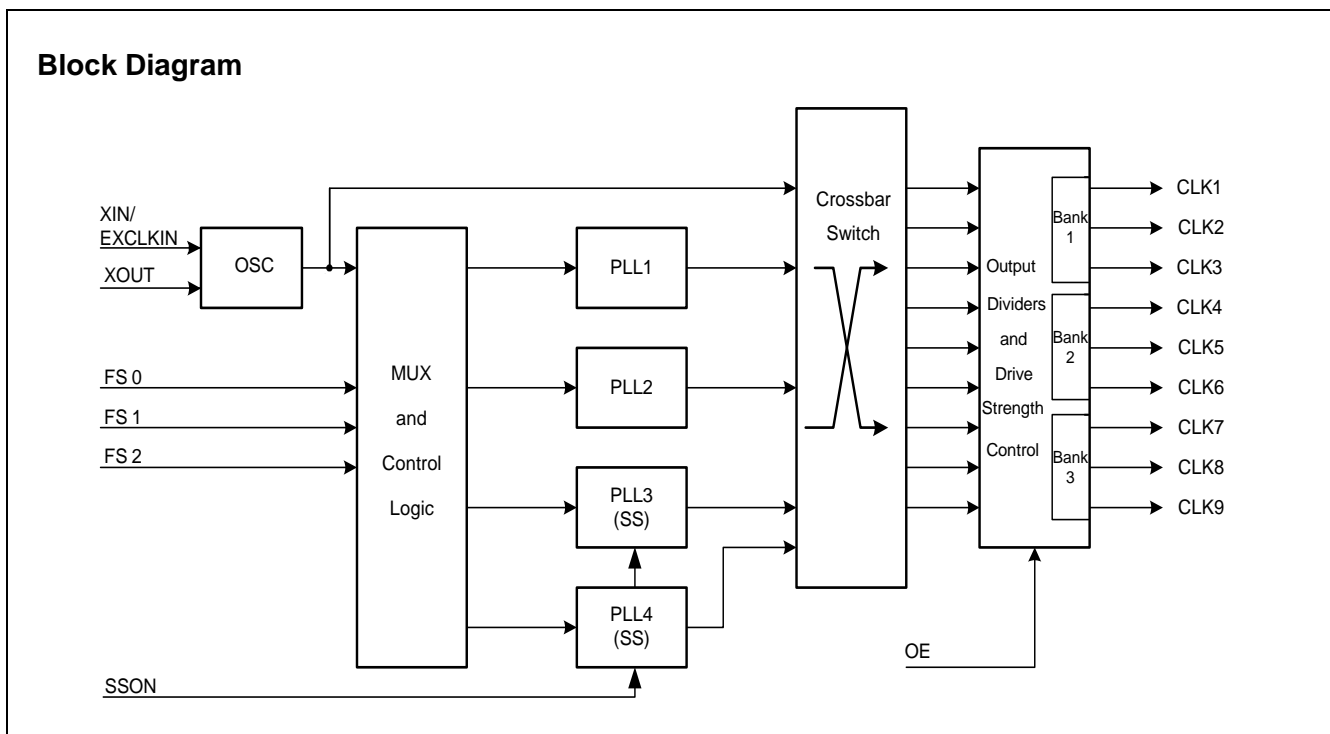 Block Diagram
XIN/
EXCLKIN
XOUT
OSC
FS 0
FS 1
FS 2
SSON
MUX
and
Control
Logic
PLL1
PLL2
PLL3
(SS)
PLL4
(SS)
Crossbar
Switch
Output
Dividers
and
Drive
Strength
Control
Bank
1
Bank
2
Bank
3
OE
CLK1
CLK2
CLK3
CLK4
CLK5
CLK6
CLK7
CLK8
CLK9